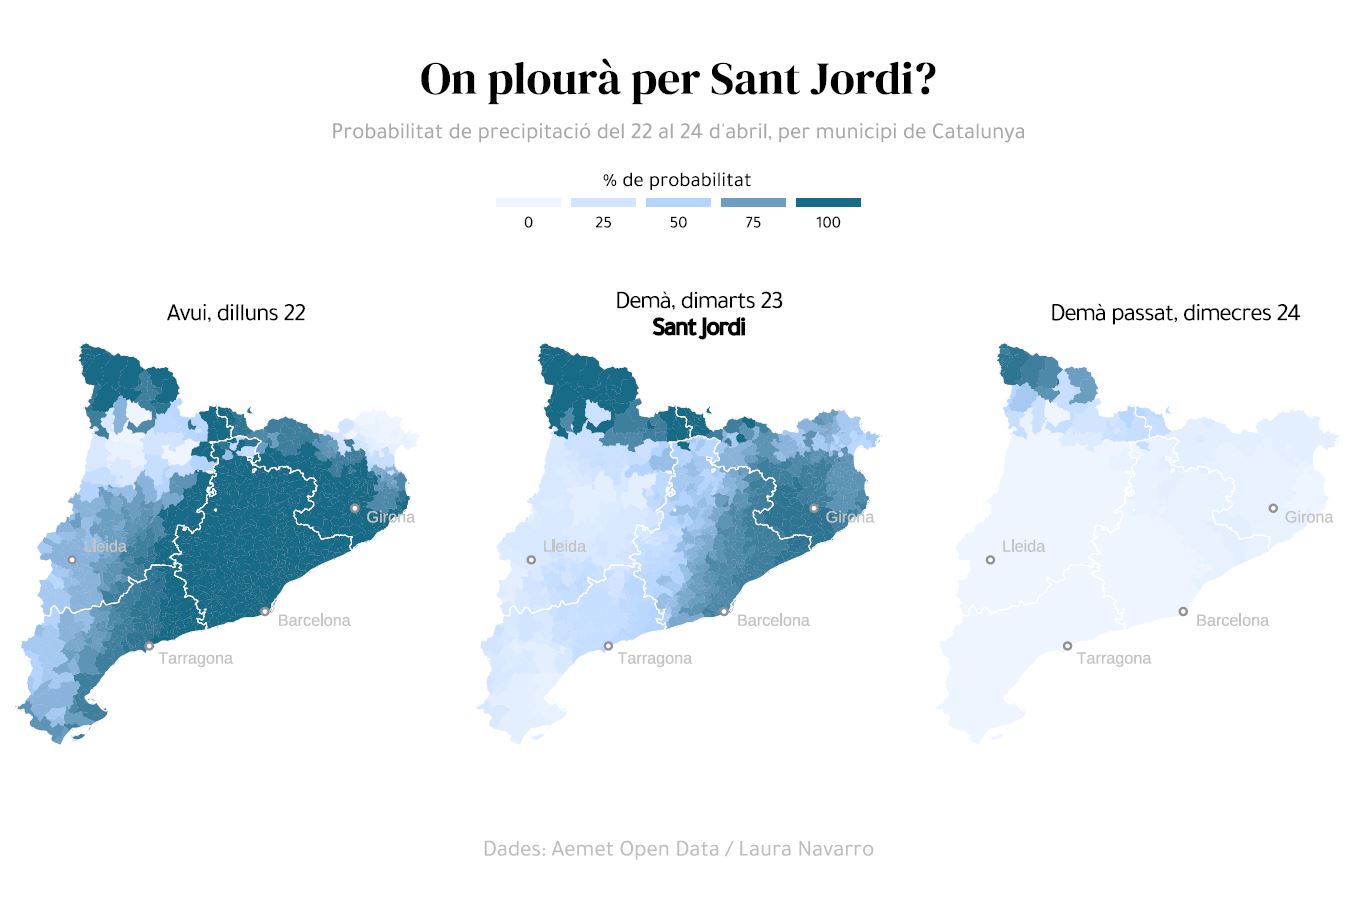 On plourà per Sant Jordi?
Probabilitat de precipitació del 22 al 24 d'abril, per municipi de Catalunya
% de probabilitat
0 25 50 75 100
Avui, dilluns 22
Demà, dimarts 23
Sant Jordi
Demà passat, dimecres 24
Girona
Lleida
Barcelona
Tarragona
Girona
Lleida
Barcelona
Tarragona
Girona
Lleida
Barcelona
Tarragona
Dades: Aemet Open Data / Laura Navarro